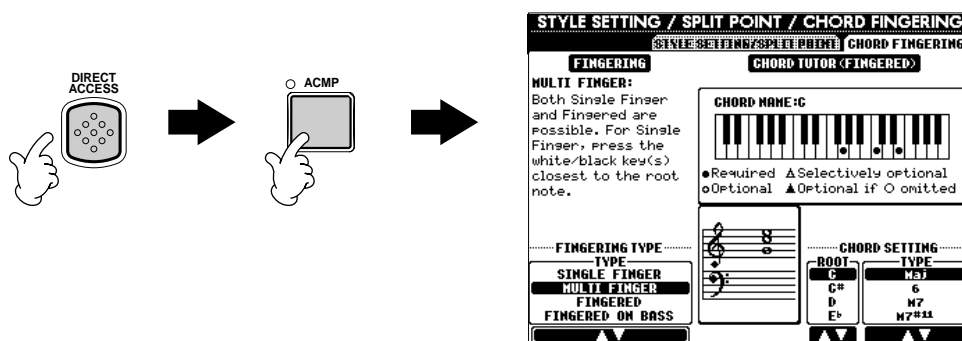 DIRECT
ACCESS
ACMP
STYLE SETTING / SPLIT POINT / CHORD FINGERING
STYLE SETTING/SPLIT POINT CHORD FINGERING
FINGERING
CHORD TUTOR (FINGERED)
MULTI FINGER:
Both Single Finger
and Fingered are
possible. For Single
Finger, press the
white/black key(s)
closest to the root
note.
CHORD NAME:C
●Required △Selectively optional
○Optional ▲Optional if ○ omitted
FINGERING TYPE
TYPE
SINGLE FINGER
MULTI FINGER
FINGERED
FINGERED ON BASS
CHORD SETTING
ROOT TYPE
C Maj
C# 6
D M7
E♭ M7#11